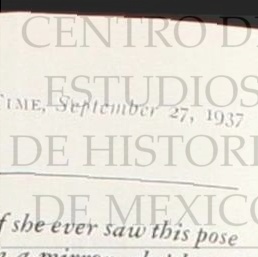 CENTRO D
TIME, September 27, 1937
ESTUDIOS
DE HISTORI
DE MEXICO
f she ever saw this pose